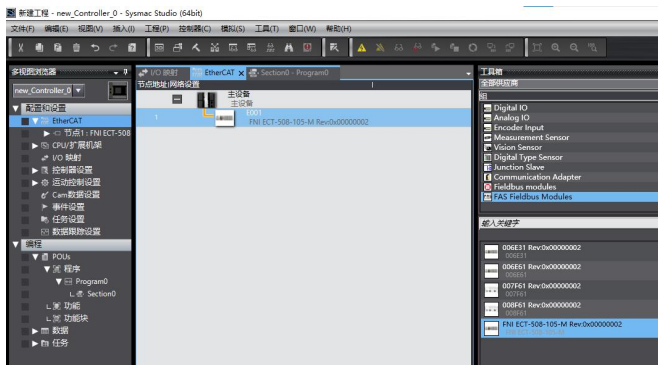 新建工程 - new_Controller_0 - Sysmac Studio (64bit)
文件(F) 编辑(E) 视图(V) 插入(I) 工程(P) 控制器(C) 模拟(S) 工具(T) 窗口(W) 帮助(H)
多视图浏览器
new_Controller_0
配置和设置
EtherCAT
节点1 : FNI ECT-508
CPU/扩展机架
I/O 映射
控制器设置
运动控制设置
Cam数据设置
事件设置
任务设置
数据跟踪设置
编程
POUs
程序
Program0
Section0
功能
功能块
数据
任务
I/O 映射
EtherCAT
Section0 - Program0
节点地址|网络设置
主设备
主设备
1
E001
FNI ECT-508-105-M Rev:0x00000002
工具箱
全部供应商
组
Digital IO
Analog IO
Encoder Input
Measurement Sensor
Vision Sensor
Digital Type Sensor
Junction Slave
Communication Adapter
Fieldbus modules
FAS Fieldbus Modules
输入关键字
006E31 Rev:0x00000002
006E31
006E61 Rev:0x00000002
006E61
007F61 Rev:0x00000002
007F61
008F61 Rev:0x00000002
008F61
FNI ECT-508-105-M Rev:0x00000002